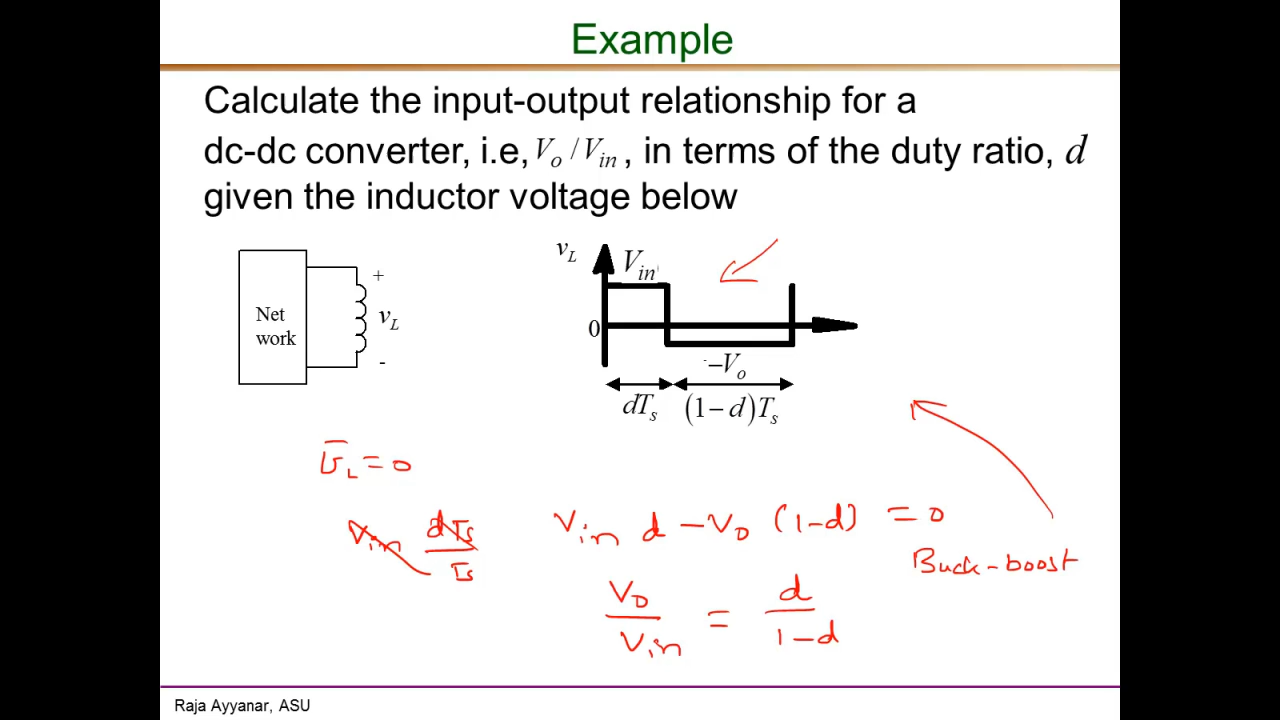 Example
Calculate the input-output relationship for a
dc-dc converter, i.e, Vo / Vin , in terms of the duty ratio, d
given the inductor voltage below
Net
work
+
vL
-
vL
Vin
0
–Vo
dTs
(1– d)Ts
v̄L = 0
Vin dTs
Ts
Vin d – Vo (1–d) = 0
Buck-boost
Vo
Vin
=
d
1–d
Raja Ayyanar, ASU